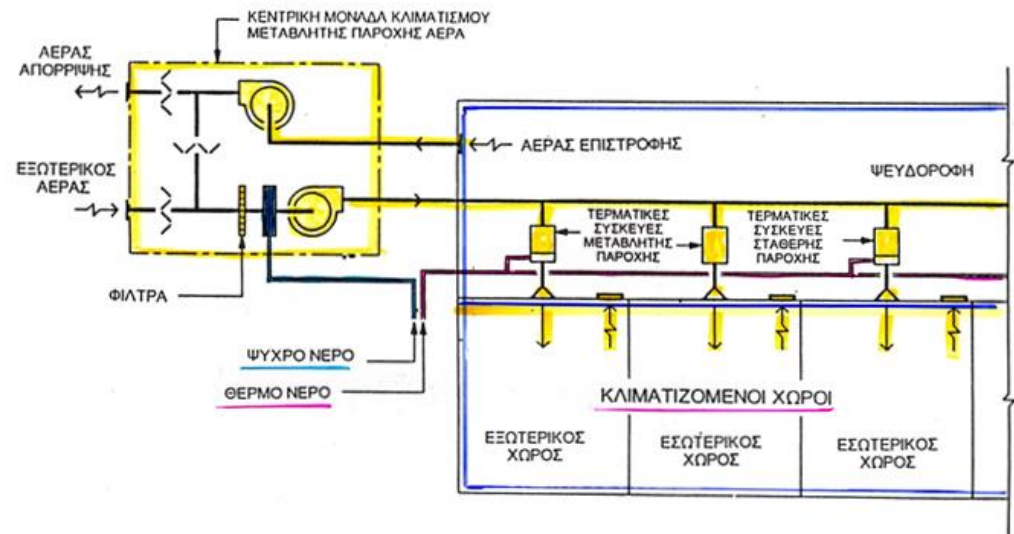 ΚΕΝΤΡΙΚΗ ΜΟΝΑΔΑ ΚΛΙΜΑΤΙΣΜΟΥ
ΜΕΤΑΒΛΗΤΗΣ ΠΑΡΟΧΗΣ ΑΕΡΑ
ΑΕΡΑΣ
ΑΠΟΡΡΙΨΗΣ
ΑΕΡΑΣ ΕΠΙΣΤΡΟΦΗΣ
ΨΕΥΔΟΡΟΦΗ
ΕΞΩΤΕΡΙΚΟΣ
ΑΕΡΑΣ
ΤΕΡΜΑΤΙΚΕΣ
ΣΥΣΚΕΥΕΣ
ΜΕΤΑΒΛΗΤΗΣ
ΠΑΡΟΧΗΣ
ΤΕΡΜΑΤΙΚΕΣ
ΣΥΣΚΕΥΕΣ
ΣΤΑΘΕΡΗΣ
ΠΑΡΟΧΗΣ
ΦΙΛΤΡΑ
ΨΥΧΡΟ ΝΕΡΟ
ΘΕΡΜΟ ΝΕΡΟ
ΚΛΙΜΑΤΙΖΟΜΕΝΟΙ ΧΩΡΟΙ
ΕΞΩΤΕΡΙΚΟΣ
ΧΩΡΟΣ
ΕΣΩΤΕΡΙΚΟΣ
ΧΩΡΟΣ
ΕΣΩΤΕΡΙΚΟΣ
ΧΩΡΟΣ